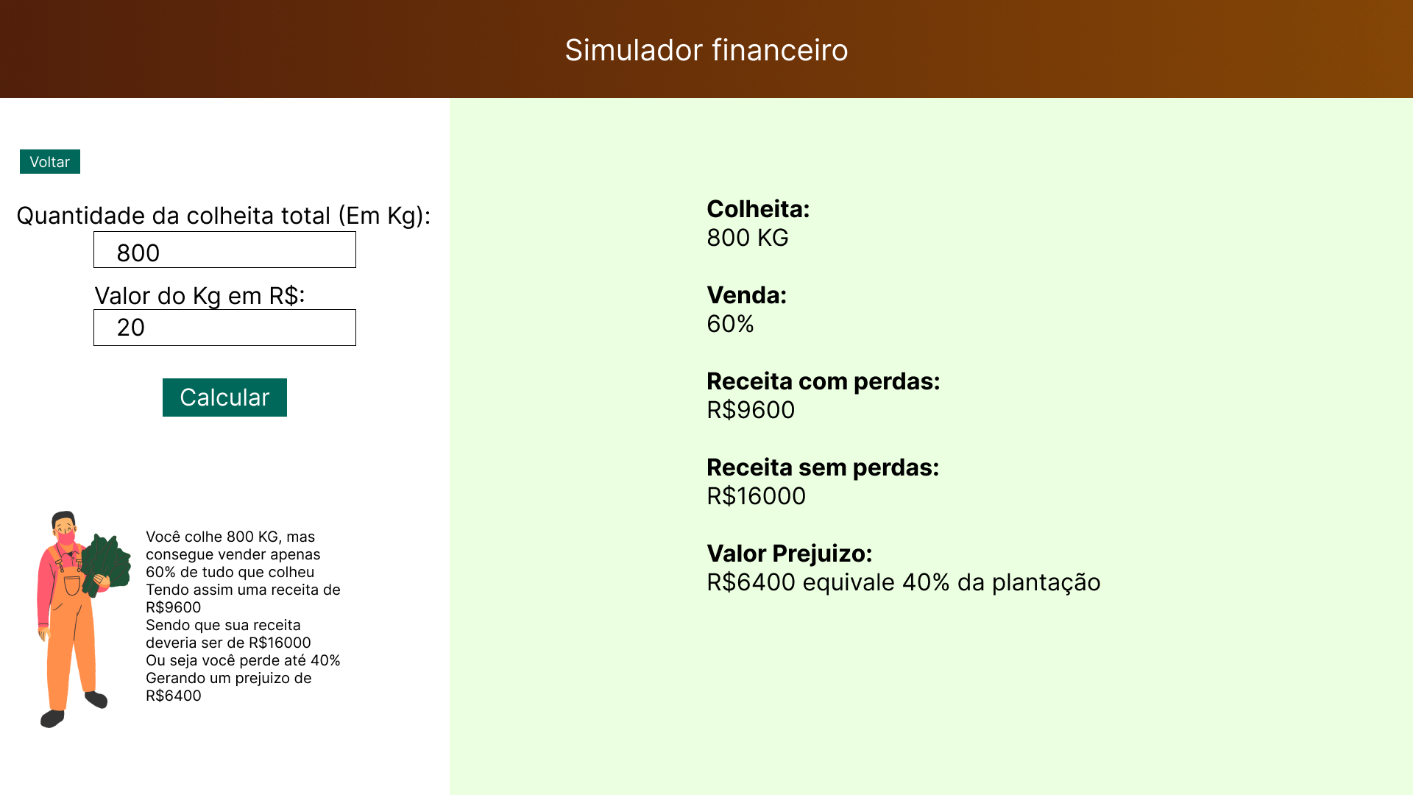 Simulador financeiro
Voltar
Quantidade da colheita total (Em Kg):
800
Valor do Kg em R$:
20
Calcular
Você colhe 800 KG, mas
consegue vender apenas
60% de tudo que colheu
Tendo assim uma receita de
R$9600
Sendo que sua receita
deveria ser de R$16000
Ou seja você perde até 40%
Gerando um prejuizo de
R$6400
Colheita:
800 KG
Venda:
60%
Receita com perdas:
R$9600
Receita sem perdas:
R$16000
Valor Prejuizo:
R$6400 equivale 40% da plantação